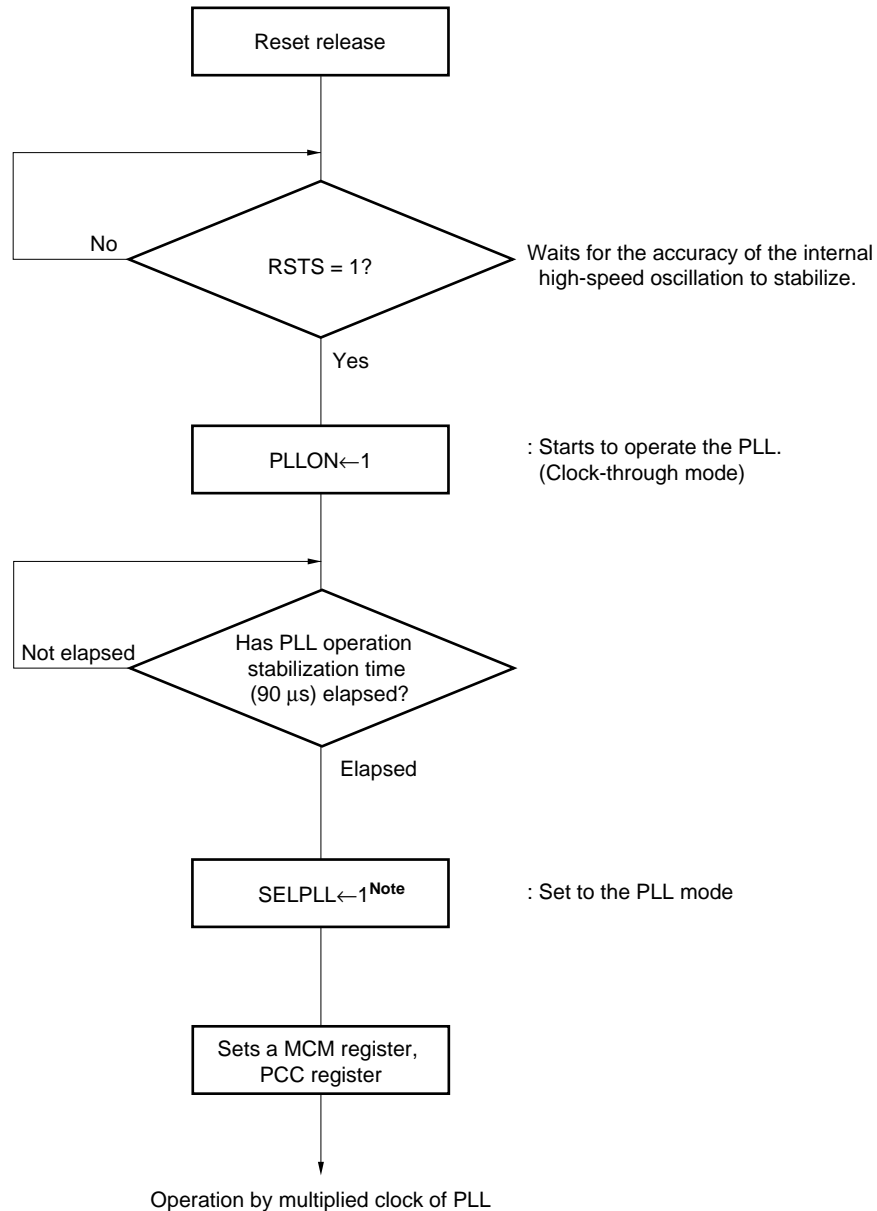 Reset release
No
RSTS = 1?
Waits for the accuracy of the internal
high-speed oscillation to stabilize.
Yes
PLLON←1
: Starts to operate the PLL.
(Clock-through mode)
Not elapsed
Has PLL operation
stabilization time
(90 μs) elapsed?
Elapsed
SELPLL←1Note
: Set to the PLL mode
Sets a MCM register,
PCC register
Operation by multiplied clock of PLL